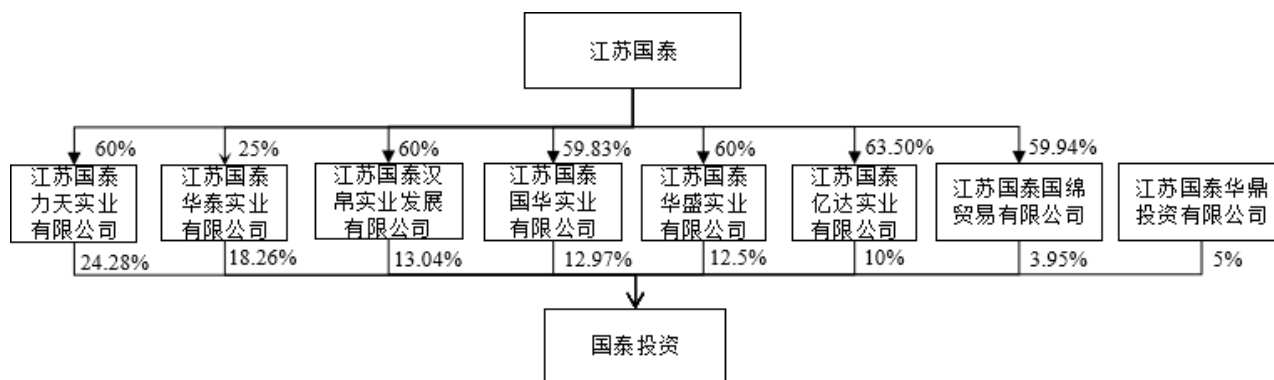 江苏国泰
60%
25%
60%
59.83%
60%
63.50%
59.94%
江苏国泰
力天实业
有限公司
江苏国泰
华泰实业
有限公司
江苏国泰汉
帛实业发展
有限公司
江苏国泰
国华实业
有限公司
江苏国泰
华盛实业
有限公司
江苏国泰
亿达实业
有限公司
江苏国泰国绵
贸易有限公司
江苏国泰华鼎
投资有限公司
24.28%
18.26%
13.04%
12.97%
12.5%
10%
3.95%
5%
国泰投资